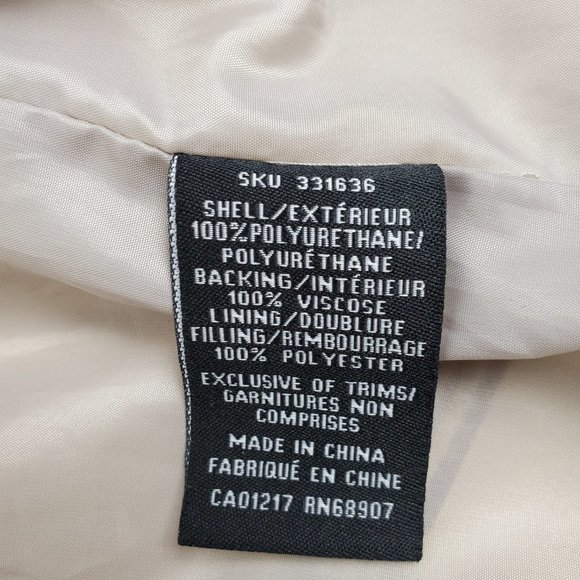 SKU 331636
SHELL/EXTÉRIEUR
100%POLYURETHANE/
POLYURÉTHANE
BACKING/INTÉRIEUR
100% VISCOSE
LINING/DOUBLURE
FILLING/REMBOURRAGE
100% POLYESTER
EXCLUSIVE OF TRIMS/
GARNITURES NON
COMPRISES
MADE IN CHINA
FABRIQUÉ EN CHINE
CA01217 RN68907